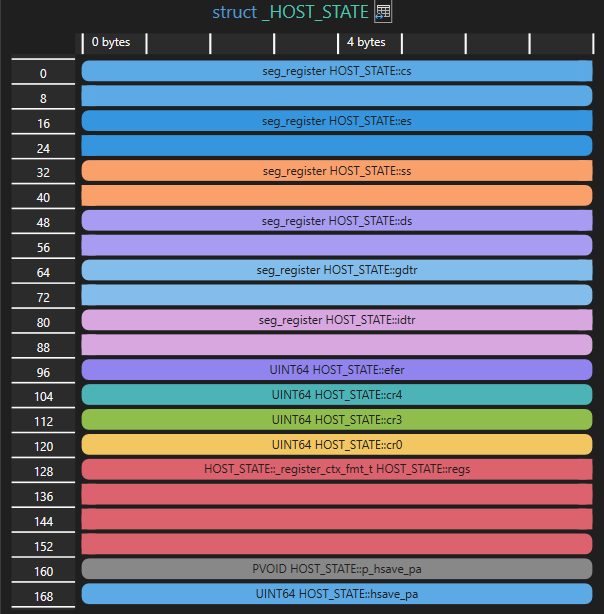 struct _HOST_STATE
0 bytes 4 bytes
0 seg_register HOST_STATE::cs
8
16 seg_register HOST_STATE::es
24
32 seg_register HOST_STATE::ss
40
48 seg_register HOST_STATE::ds
56
64 seg_register HOST_STATE::gdtr
72
80 seg_register HOST_STATE::idtr
88
96 UINT64 HOST_STATE::efer
104 UINT64 HOST_STATE::cr4
112 UINT64 HOST_STATE::cr3
120 UINT64 HOST_STATE::cr0
128 HOST_STATE::_register_ctx_fmt_t HOST_STATE::regs
136
144
152
160 PVOID HOST_STATE::p_hsave_pa
168 UINT64 HOST_STATE::hsave_pa